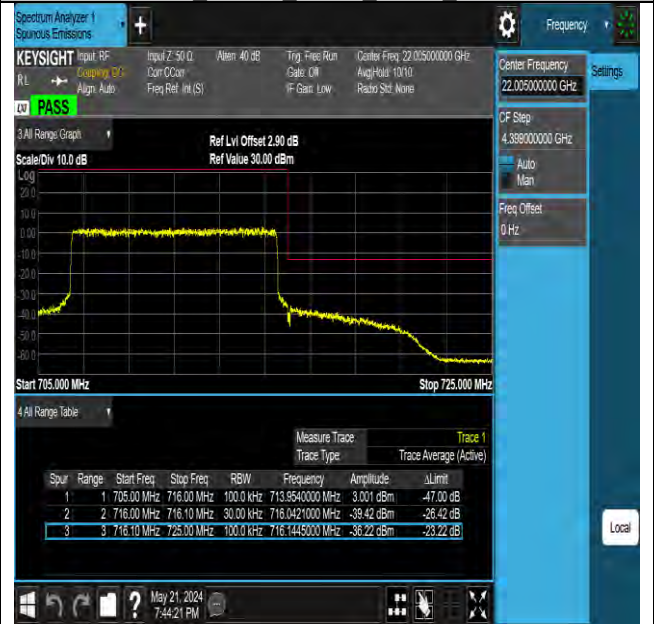 Spectrum Analyzer 1
Spurious Emissions
+
Frequency
KEYSIGHT Input: RF Input Z: 50 Ω Atten: 40 dB Trig: Free Run Center Freq: 22.005000000 GHz
RL Coupling: DC Corr CCorr Gate: Off Avg|Hold: 10/10
Align: Auto Freq Ref: Int (S) IF Gain: Low Radio Std: None
LXI PASS
Center Frequency
22.005000000 GHz
Settings
CF Step
4.399000000 GHz
Auto
Man
Freq Offset
0 Hz
3 All Range Graph
Ref Lvl Offset 2.90 dB
Scale/Div 10.0 dB Ref Value 30.00 dBm
Log
20.0
10.0
0.00
-10.0
-20.0
-30.0
-40.0
-50.0
-60.0
Start 705.000 MHz Stop 725.000 MHz
4 All Range Table
Measure Trace Trace 1
Trace Type Trace Average (Active)
Spur Range Start Freq Stop Freq RBW Frequency Amplitude ΔLimit
1 1 705.00 MHz 716.00 MHz 100.0 kHz 713.9540000 MHz 3.001 dBm -47.00 dB
2 2 716.00 MHz 716.10 MHz 30.00 kHz 716.0421000 MHz -39.42 dBm -26.42 dB
3 3 716.10 MHz 725.00 MHz 100.0 kHz 716.1445000 MHz -36.22 dBm -23.22 dB
Local
? May 21, 2024
7:44:21 PM